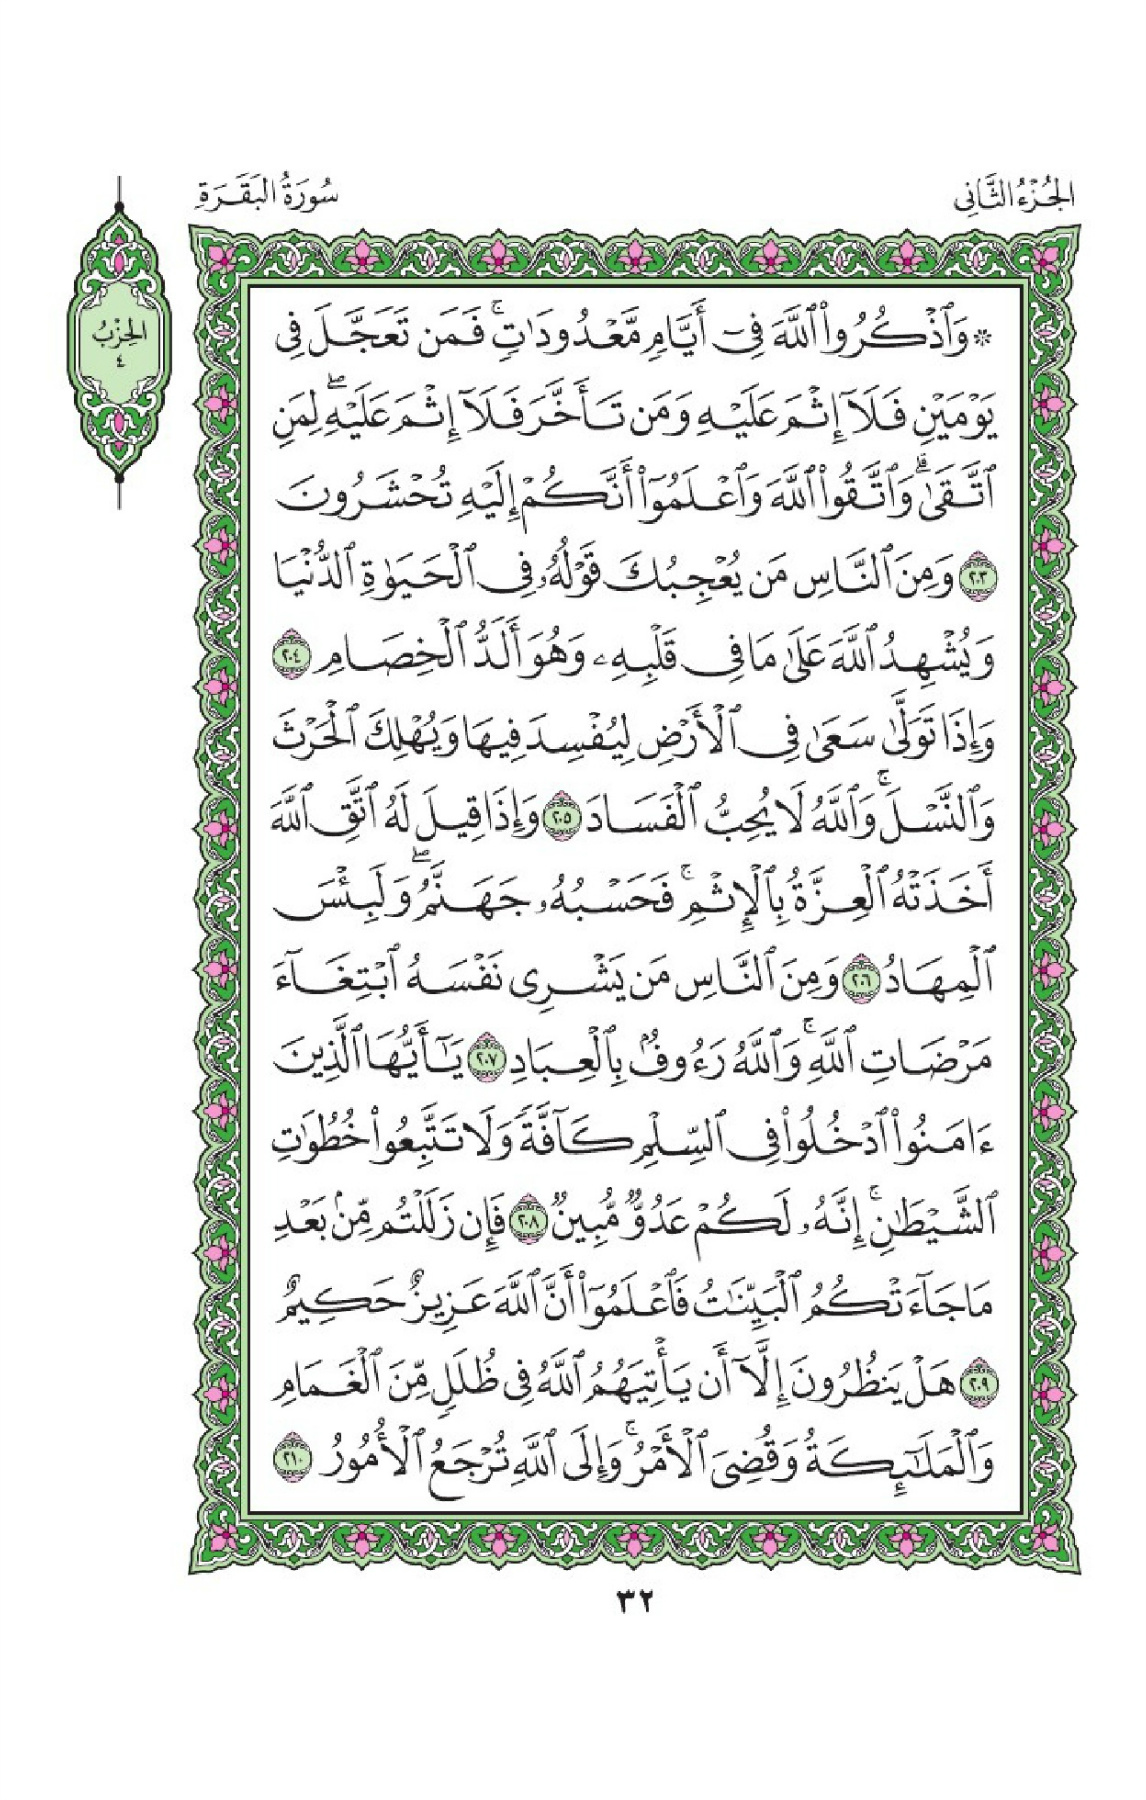 الجُزْءُ الثَّانِي
سُورَةُ البَقَرَةِ
الحِزْبُ
٤
۞ وَٱذْكُرُوا۟ ٱللَّهَ فِىٓ أَيَّامٍ مَّعْدُودَٰتٍ ۚ فَمَن تَعَجَّلَ فِى
يَوْمَيْنِ فَلَآ إِثْمَ عَلَيْهِ وَمَن تَأَخَّرَ فَلَآ إِثْمَ عَلَيْهِ ۖ لِمَنِ
ٱتَّقَىٰ ۗ وَٱتَّقُوا۟ ٱللَّهَ وَٱعْلَمُوٓا۟ أَنَّكُمْ إِلَيْهِ تُحْشَرُونَ
٢٠٣ وَمِنَ ٱلنَّاسِ مَن يُعْجِبُكَ قَوْلُهُۥ فِى ٱلْحَيَوٰةِ ٱلدُّنْيَا
وَيُشْهِدُ ٱللَّهَ عَلَىٰ مَا فِى قَلْبِهِۦ وَهُوَ أَلَدُّ ٱلْخِصَامِ ٢٠٤
وَإِذَا تَوَلَّىٰ سَعَىٰ فِى ٱلْأَرْضِ لِيُفْسِدَ فِيهَا وَيُهْلِكَ ٱلْحَرْثَ
وَٱلنَّسْلَ ۗ وَٱللَّهُ لَا يُحِبُّ ٱلْفَسَادَ ٢٠٥ وَإِذَا قِيلَ لَهُ ٱتَّقِ ٱللَّهَ
أَخَذَتْهُ ٱلْعِزَّةُ بِٱلْإِثْمِ ۚ فَحَسْبُهُۥ جَهَنَّمُ ۖ وَلَبِئْسَ
ٱلْمِهَادُ ٢٠٦ وَمِنَ ٱلنَّاسِ مَن يَشْرِى نَفْسَهُ ٱبْتِغَآءَ
مَرْضَاتِ ٱللَّهِ ۚ وَٱللَّهُ رَءُوفٌۢ بِٱلْعِبَادِ ٢٠٧ يَـٰٓأَيُّهَا ٱلَّذِينَ
ءَامَنُوا۟ ٱدْخُلُوا۟ فِى ٱلسِّلْمِ كَآفَّةً وَلَا تَتَّبِعُوا۟ خُطُوَٰتِ
ٱلشَّيْطَـٰنِ ۚ إِنَّهُۥ لَكُمْ عَدُوٌّ مُّبِينٌ ٢٠٨ فَإِن زَلَلْتُم مِّنۢ بَعْدِ
مَا جَآءَتْكُمُ ٱلْبَيِّنَـٰتُ فَٱعْلَمُوٓا۟ أَنَّ ٱللَّهَ عَزِيزٌ حَكِيمٌ
٢٠٩ هَلْ يَنظُرُونَ إِلَّآ أَن يَأْتِيَهُمُ ٱللَّهُ فِى ظُلَلٍ مِّنَ ٱلْغَمَامِ
وَٱلْمَلَـٰٓئِكَةُ وَقُضِىَ ٱلْأَمْرُ ۚ وَإِلَى ٱللَّهِ تُرْجَعُ ٱلْأُمُورُ ٢١٠
٣٢